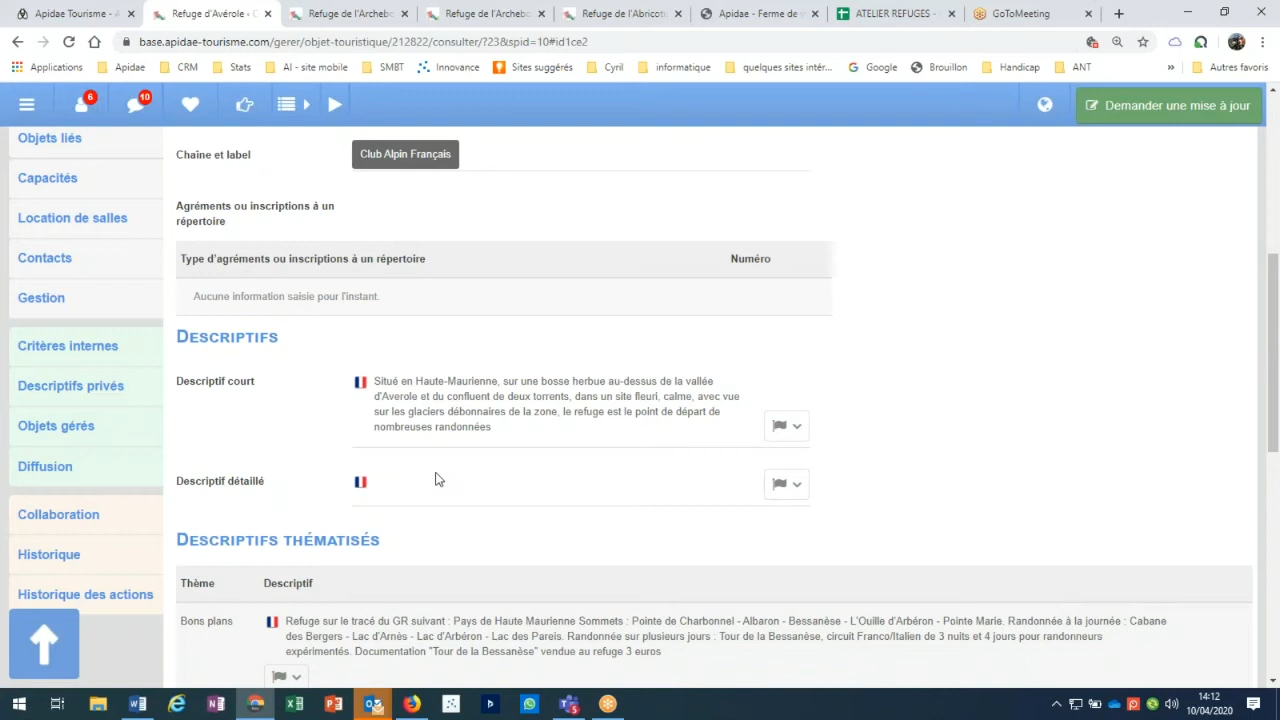 Apidae Tourisme - A
Refuge d'Avérole - C
Refuge de l'Archebo
Refuge de l'Archebo
Refuge de l'Abricotı
Apidae - Ferme de y
ATELIER REFUGES -
GoToMeeting
base.apidae-tourisme.com/gerer/objet-touristique/212822/consulter/?23&spid=10#id1ce2
Applications
Apidae
CRM
Stats
AI - site mobile
SMBT
Innovance
Sites suggérés
Cyril
informatique
quelques sites intér...
Google
Brouillon
Handicap
ANT
»
Autres favoris
6
10
Demander une mise à jour
Objets liés
Capacités
Location de salles
Contacts
Gestion
Critères internes
Descriptifs privés
Objets gérés
Diffusion
Collaboration
Historique
Historique des actions
Chaîne et label
Club Alpin Français
Agréments ou inscriptions à un
répertoire
Type d'agréments ou inscriptions à un répertoire
Numéro
Aucune information saisie pour l'instant.
DESCRIPTIFS
Descriptif court
Situé en Haute-Maurienne, sur une bosse herbue au-dessus de la vallée
d'Averole et du confluent de deux torrents, dans un site fleuri, calme, avec vue
sur les glaciers débonnaires de la zone, le refuge est le point de départ de
nombreuses randonnées
Descriptif détaillé
DESCRIPTIFS THÉMATISÉS
Thème
Descriptif
Bons plans
Refuge sur le tracé du GR suivant : Pays de Haute Maurienne Sommets : Pointe de Charbonnel - Albaron - Bessanèse - L'Ouille d'Arbéron - Pointe Marie. Randonnée à la journée : Cabane
des Bergers - Lac d'Arnès - Lac d'Arbéron - Lac des Pareis. Randonnée sur plusieurs jours : Tour de la Bessanèse, circuit Franco/Italien de 3 nuits et 4 jours pour randonneurs
expérimentés. Documentation "Tour de la Bessanèse" vendue au refuge 3 euros
14:12
10/04/2020